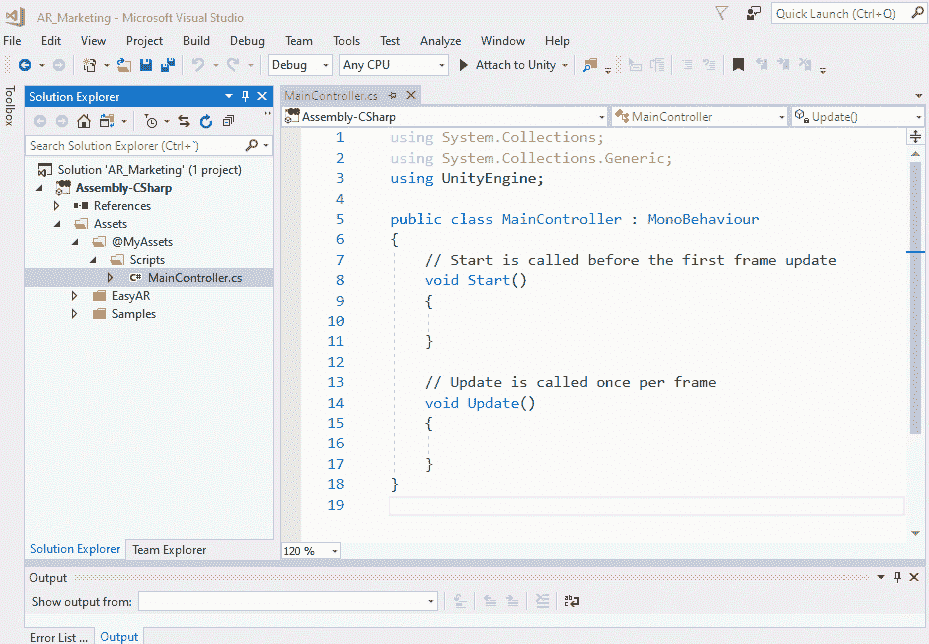 AR_Marketing - Microsoft Visual Studio
Quick Launch (Ctrl+Q)
File Edit View Project Build Debug Team Tools Test Analyze Window Help
Debug Any CPU Attach to Unity
Toolbox
Solution Explorer
Search Solution Explorer (Ctrl+`)
Solution 'AR_Marketing' (1 project)
Assembly-CSharp
References
Assets
@MyAssets
Scripts
C# MainController.cs
EasyAR
Samples
Solution Explorer Team Explorer
MainController.cs
Assembly-CSharp MainController Update()
1 using System.Collections;
2 using System.Collections.Generic;
3 using UnityEngine;
4
5 public class MainController : MonoBehaviour
6 {
7 // Start is called before the first frame update
8 void Start()
9 {
10
11 }
12
13 // Update is called once per frame
14 void Update()
15 {
16
17 }
18 }
19
120 %
Output
Show output from:
Error List ... Output